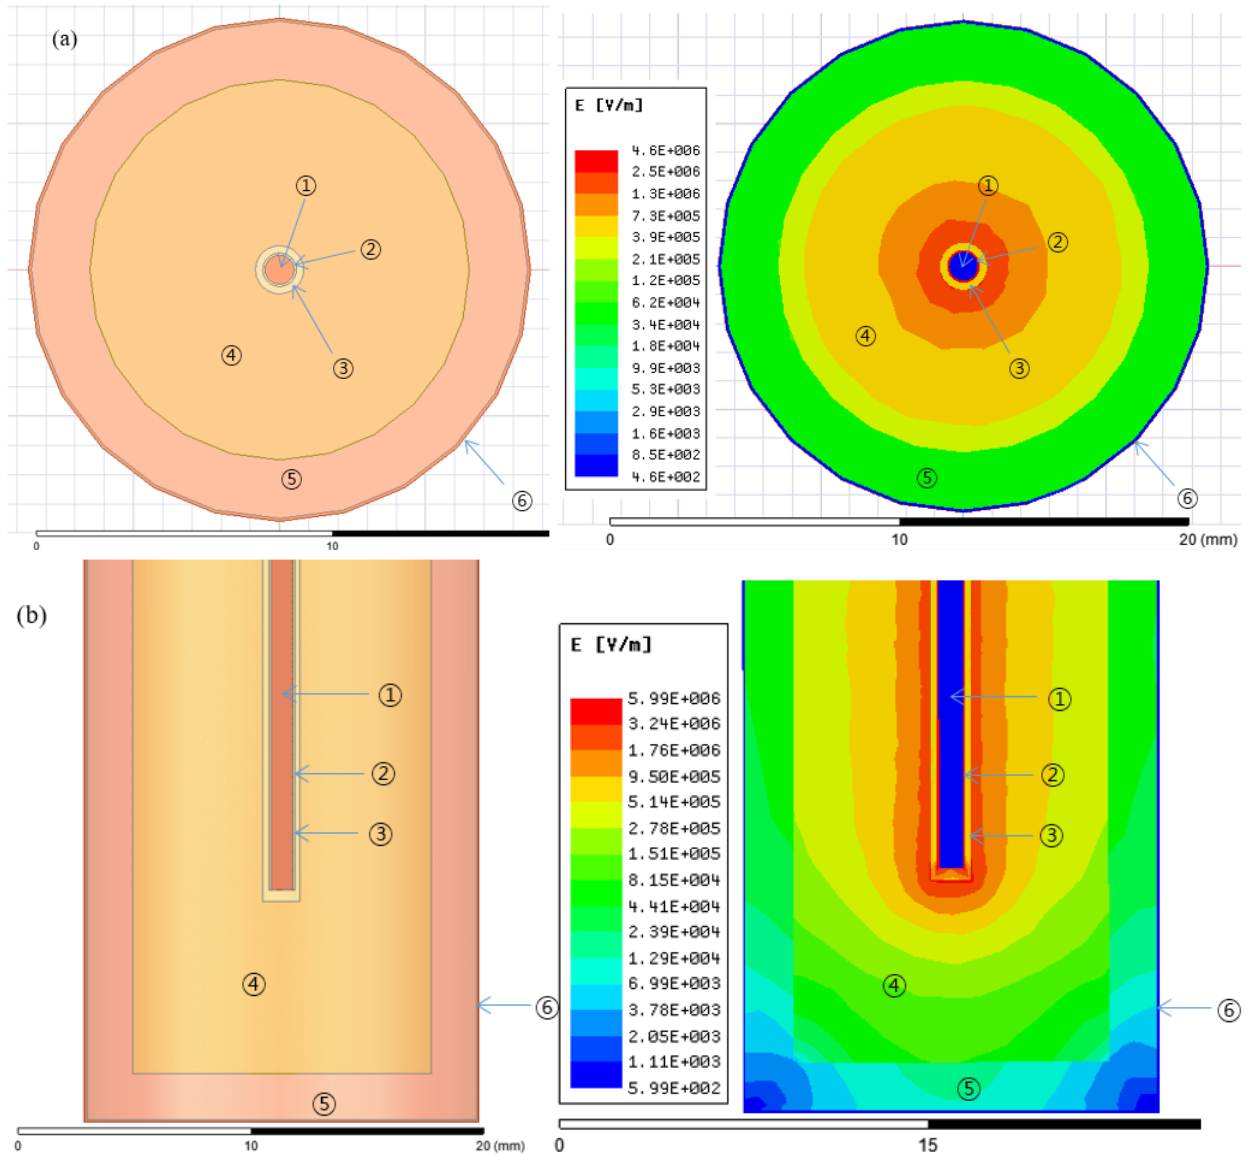 (a)
①
②
③
④
⑤
⑥
0
10
E [V/m]
4.6E+006
2.5E+006
1.3E+006
7.3E+005
3.9E+005
2.1E+005
1.2E+005
6.2E+004
3.4E+004
1.8E+004
9.9E+003
5.3E+003
2.9E+003
1.6E+003
8.5E+002
4.6E+002
①
②
③
④
⑤
⑥
0
10
20 (mm)
(b)
①
②
③
④
⑤
⑥
0
10
20 (mm)
E [V/m]
5.99E+006
3.24E+006
1.76E+006
9.50E+005
5.14E+005
2.78E+005
1.51E+005
8.15E+004
4.41E+004
2.39E+004
1.29E+004
6.99E+003
3.78E+003
2.05E+003
1.11E+003
5.99E+002
①
②
③
④
⑤
⑥
0
15